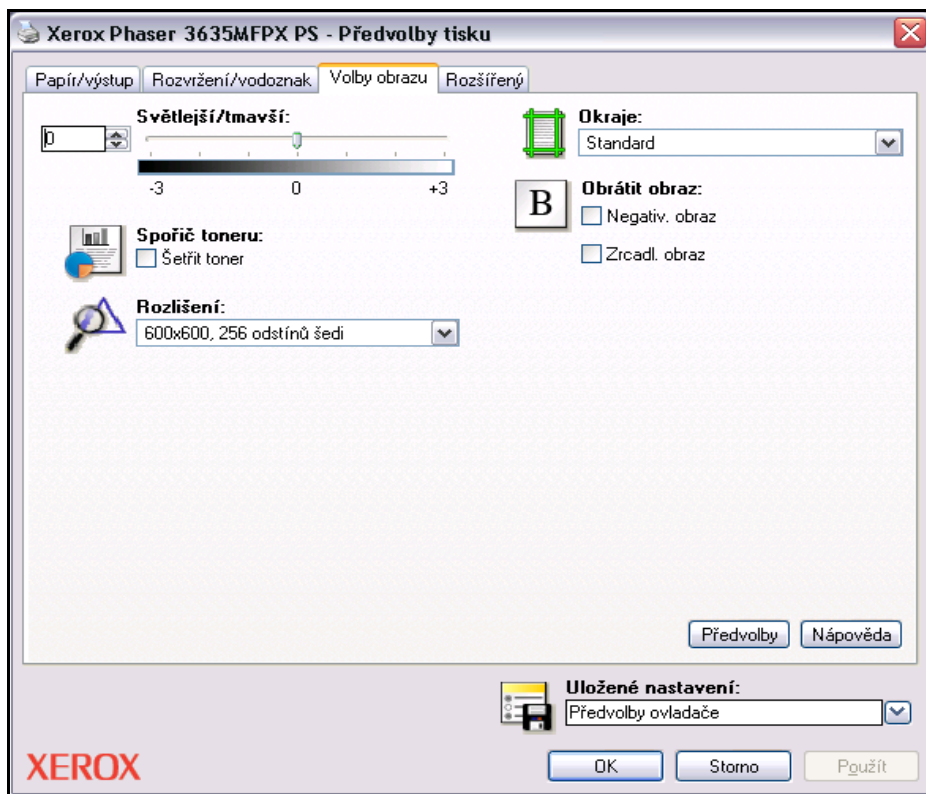 Xerox Phaser 3635MFPX PS - Předvolby tisku
Papír/výstup Rozvržení/vodoznak Volby obrazu Rozšířený
Světlejší/tmavší:
0
-3 0 +3
Spořič toneru:
Šetřit toner
Rozlišení:
600x600, 256 odstínů šedi
Okraje:
Standard
B
Obrátit obraz:
Negativ. obraz
Zrcadl. obraz
Předvolby Nápověda
Uložené nastavení:
Předvolby ovladače
XEROX
OK Storno Použít